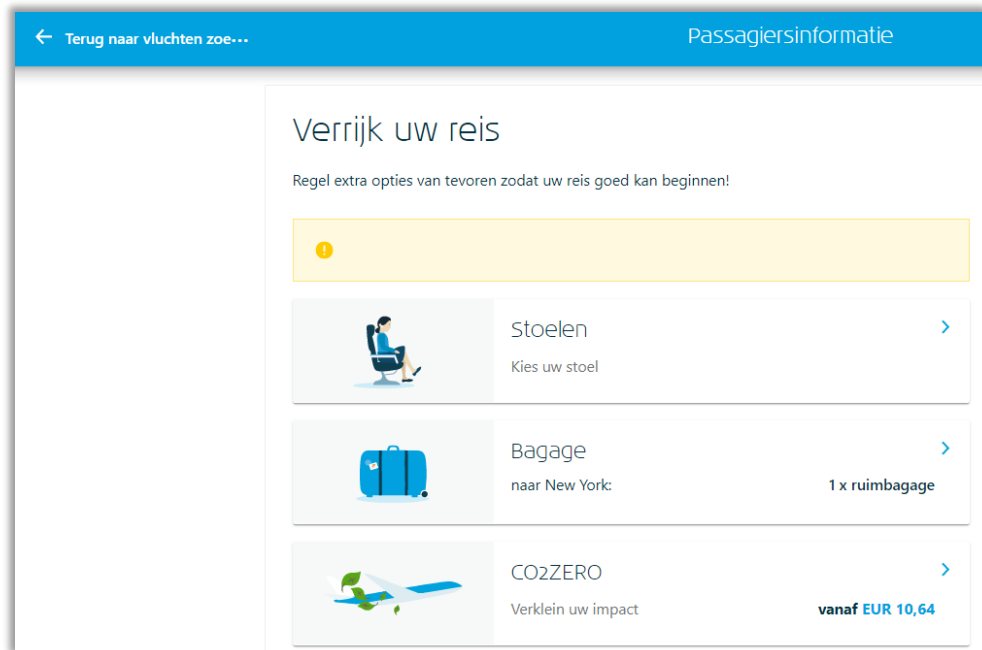 Terug naar vluchten zoe...
Passagiersinformatie
Verrijk uw reis
Regel extra opties van tevoren zodat uw reis goed kan beginnen!
Stoelen
Kies uw stoel
Bagage
naar New York:
1 x ruimbagage
CO2ZERO
Verklein uw impact
vanaf EUR 10,64